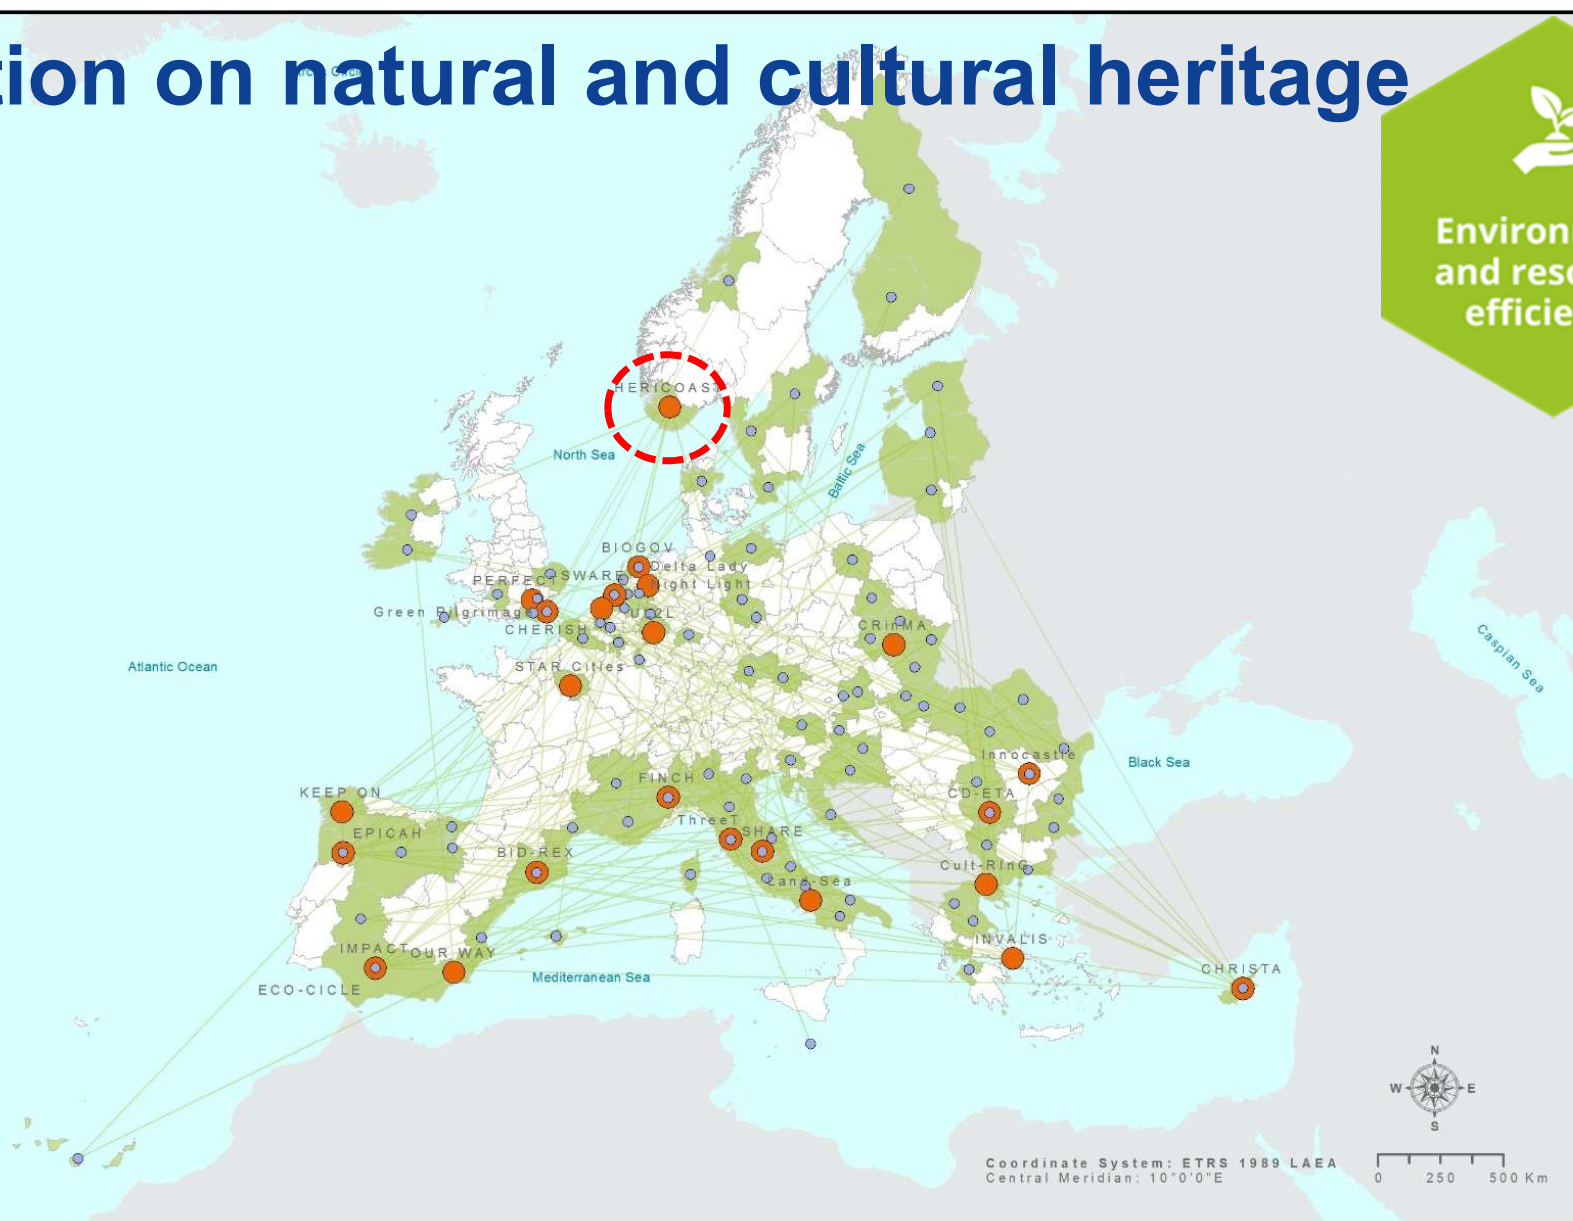 tion on natural and cultural heritage
Environ
and reso
efficie
HERICOAST
North Sea
Baltic Sea
BIOGOV
Delta Lady
PERFECT
SWARE
Night Light
Green Pilgrimage
CHERISH
CRinMA
STAR Cities
Atlantic Ocean
Caspian Sea
Innocastle
Black Sea
FINCH
KEEP ON
CD-ETA
EPICAH
ThreeT
SHARE
BID-REX
Cult-RInG
Land-Sea
INVALIS
IMPACT
OUR WAY
CHRISTA
Mediterranean Sea
ECO-CICLE
N
W
E
S
Coordinate System: ETRS 1989 LAEA
Central Meridian: 10°0'0"E
0 250 500 Km